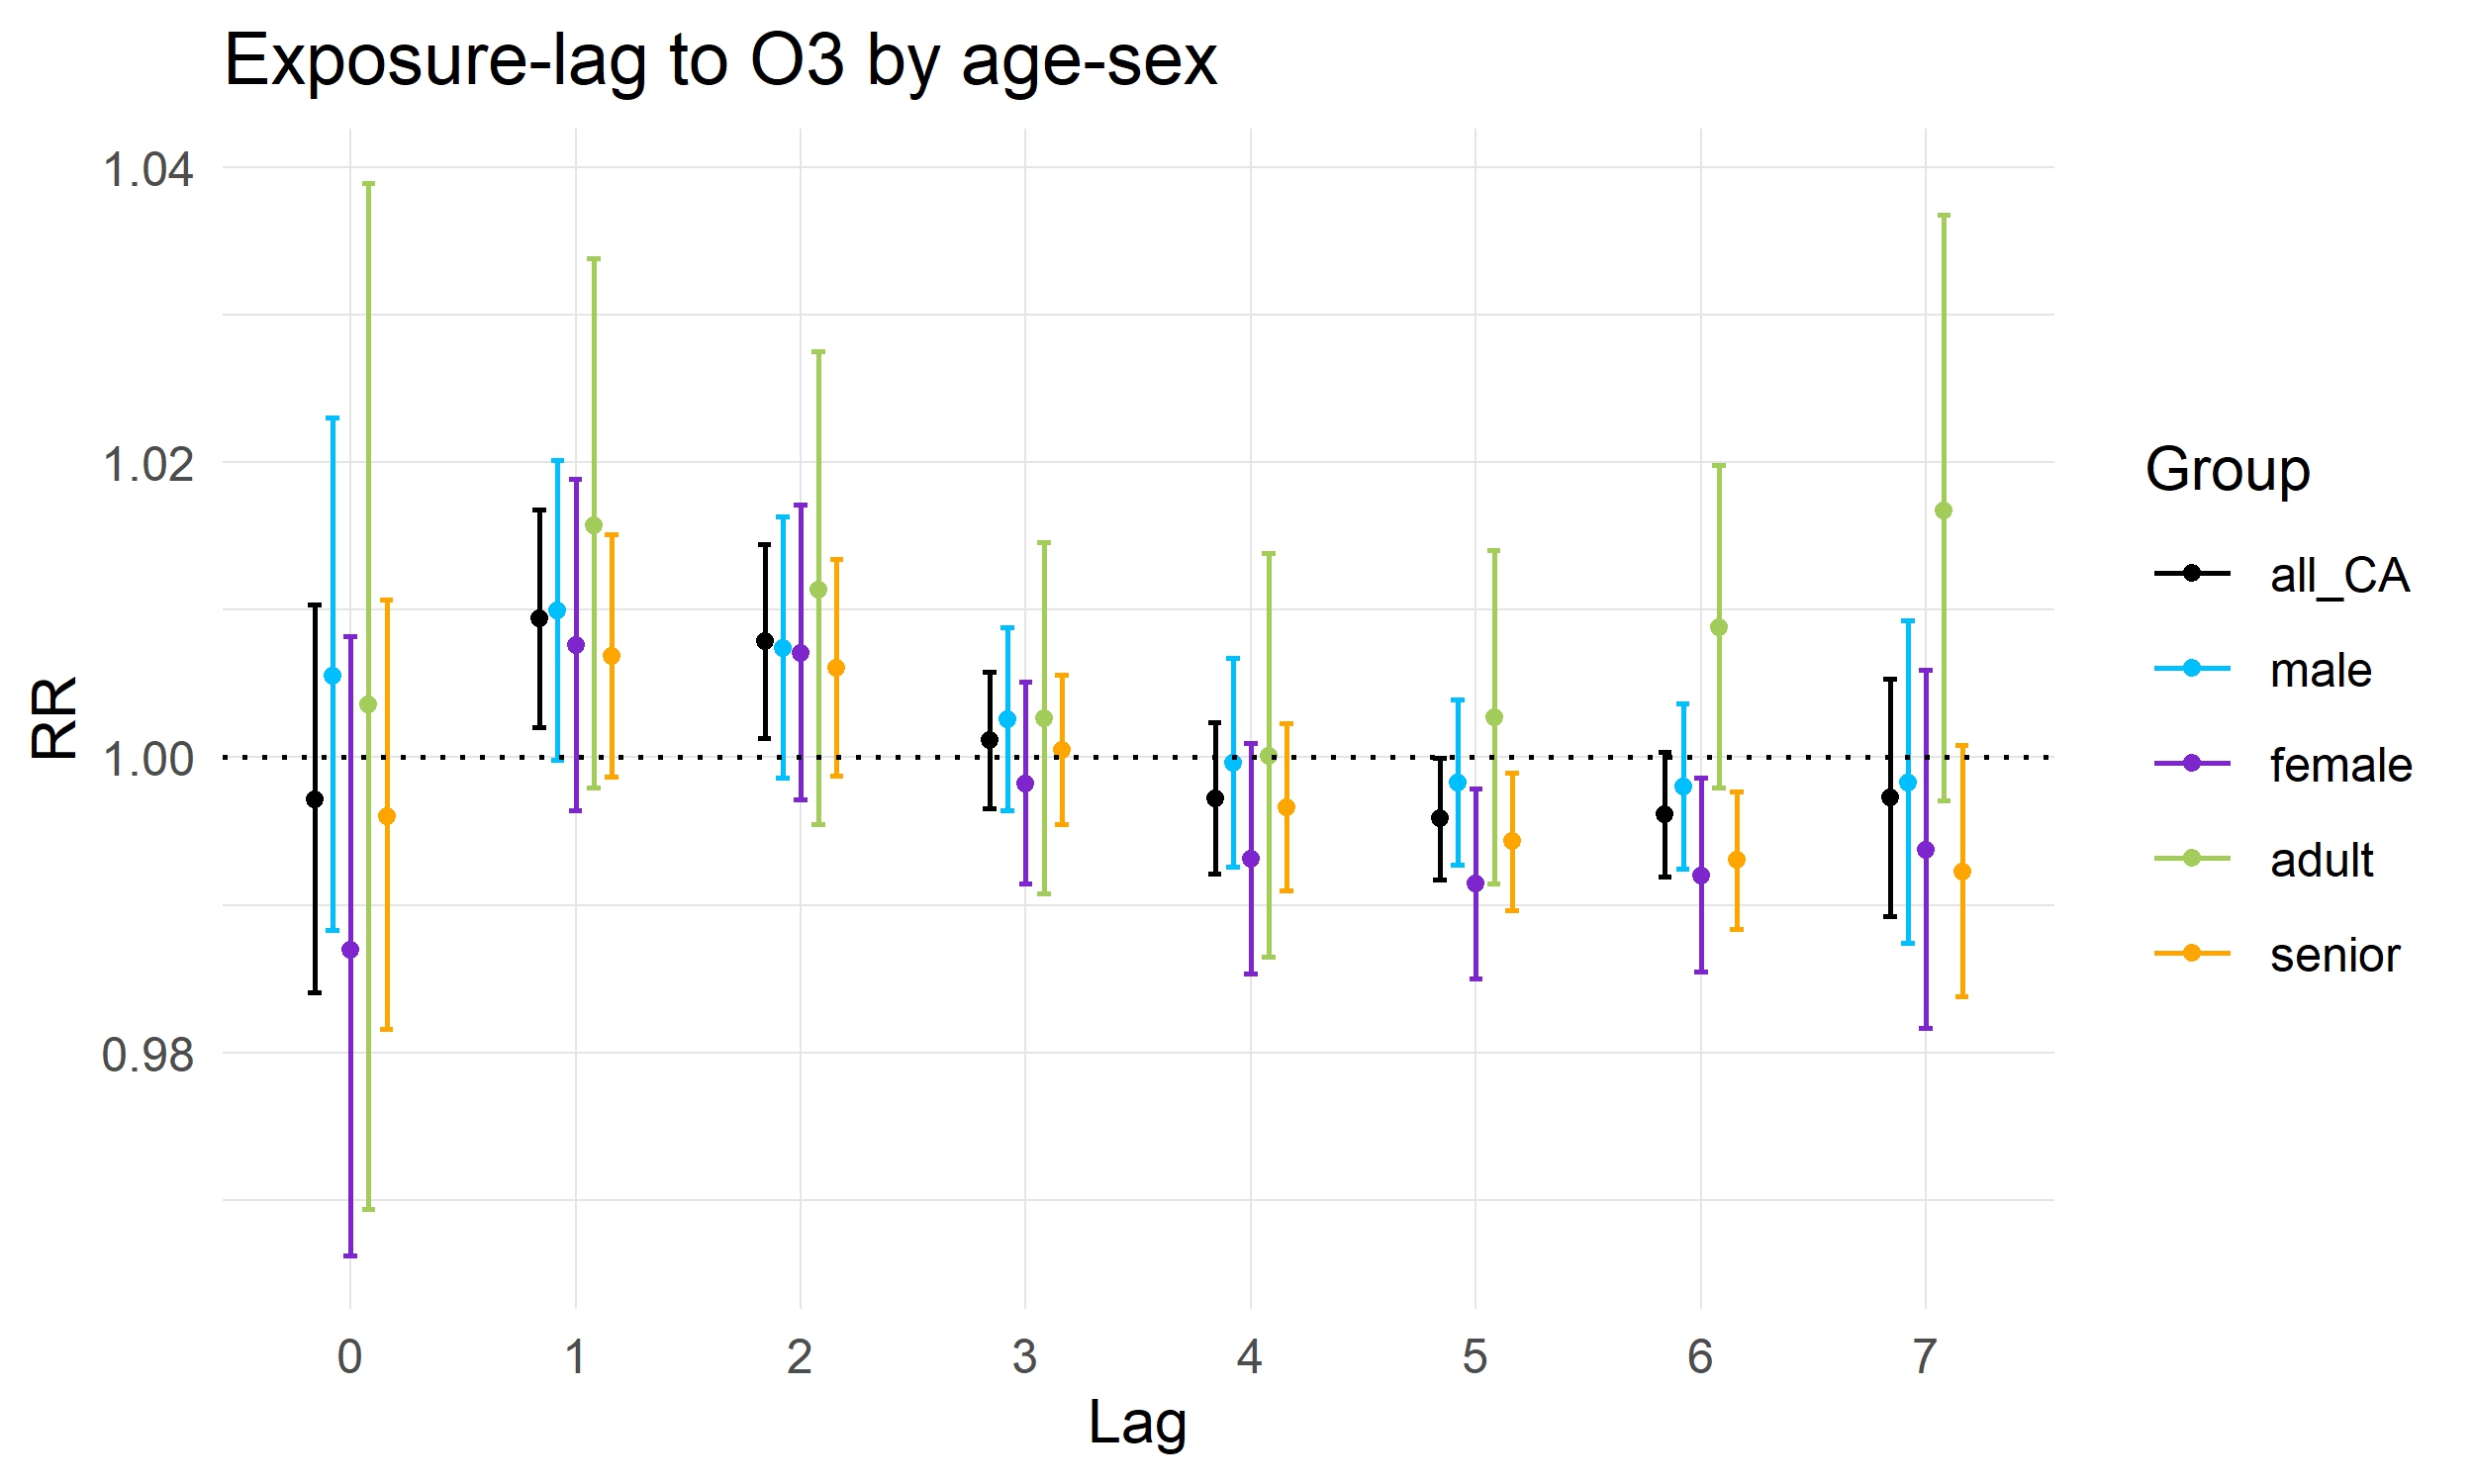 Exposure-lag to O3 by age-sex
1.04
1.02
1.00
0.98
RR
0 1 2 3 4 5 6 7
Lag
Group
all_CA
male
female
adult
senior